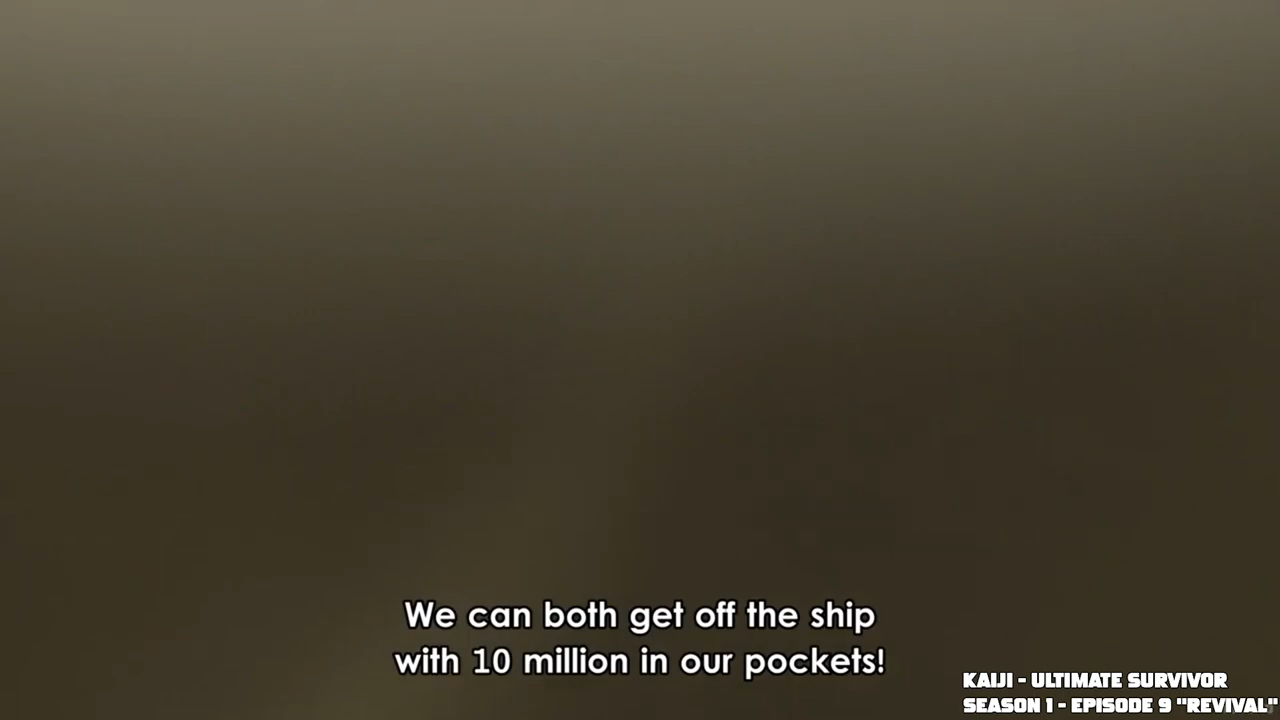 We can both get off the ship
with 10 million in our pockets!
KAIJI - ULTIMATE SURVIVOR
SEASON 1 - EPISODE 9 "REVIVAL"